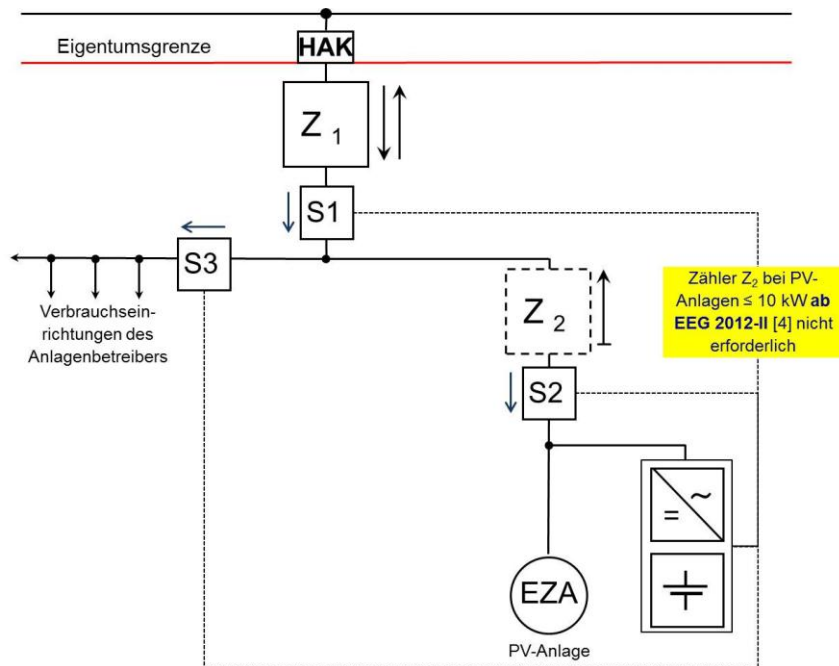 Eigentumsgrenze
HAK
Z 1
S1
S3
Verbrauchsein-
richtungen des
Anlagenbetreibers
Z 2
Zähler Z2 bei PV-
Anlagen ≤ 10 kW ab
EEG 2012-II [4] nicht
erforderlich
S2
= ~
EZA
PV-Anlage